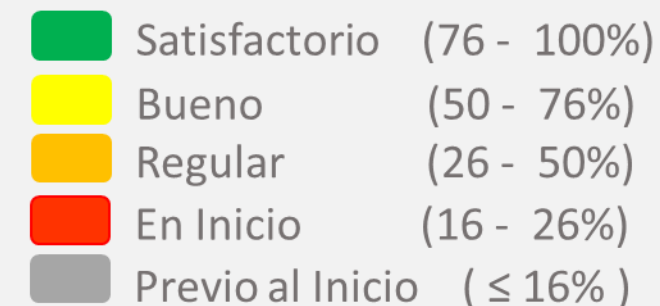 Satisfactorio (76 - 100%)
Bueno (50 - 76%)
Regular (26 - 50%)
En Inicio (16 - 26%)
Previo al Inicio ( ≤ 16% )